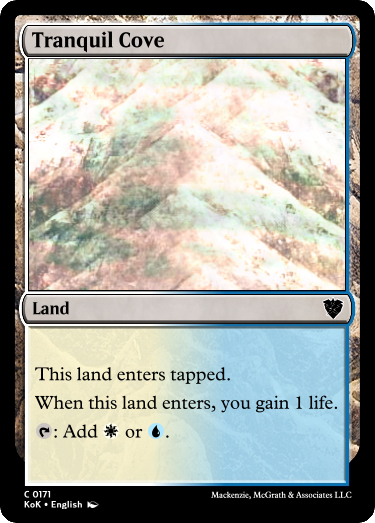 Tranquil Cove
Land
This land enters tapped.
When this land enters, you gain 1 life.
: Add or .
C 0171
KoK • English
Mackenzie, McGrath & Associates LLC